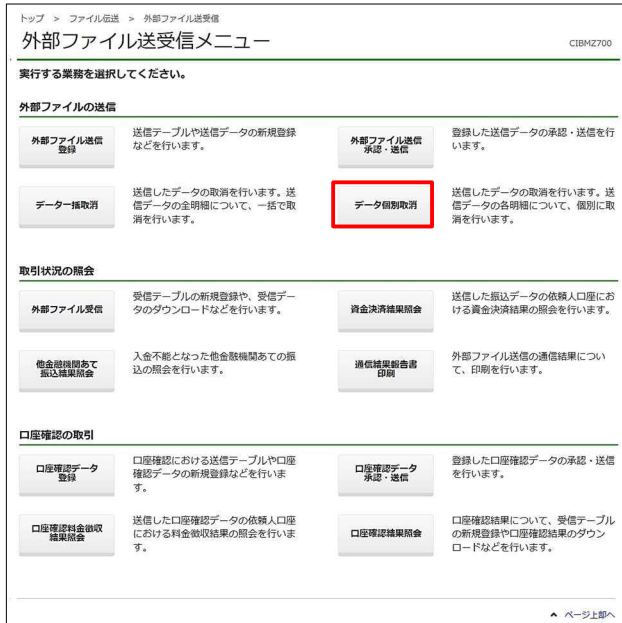 トップ > ファイル伝送 > 外部ファイル送受信
外部ファイル送受信メニュー
CIBMZ700
実行する業務を選択してください。
外部ファイルの送信
外部ファイル送信
登録
送信テーブルや送信データの新規登録
などを行います。
外部ファイル送信
承認・送信
登録した送信データの承認・送信を行
います。
データ一括取消
送信したデータの取消を行います。送
信データの全明細について、一括で取
消を行います。
データ個別取消
送信したデータの取消を行います。送
信データの各明細について、個別に取
消を行います。
取引状況の照会
外部ファイル受信
受信テーブルの新規登録や、受信デー
タのダウンロードなどを行います。
資金決済結果照会
送信した振込データの依頼人口座にお
ける資金決済結果の照会を行います。
他金融機関あて
振込結果照会
入金不能となった他金融機関あての振
込の照会を行います。
通信結果報告書
印刷
外部ファイル送信の通信結果につい
て、印刷を行います。
口座確認の取引
口座確認データ
登録
口座確認における送信テーブルや口座
確認データの新規登録などを行いま
す。
口座確認データ
承認・送信
登録した口座確認データの承認・送信
を行います。
口座確認料金徴収
結果照会
送信した口座確認データの依頼人口座
における料金徴収結果の照会を行いま
す。
口座確認結果照会
口座確認結果について、受信テーブル
の新規登録や口座確認結果のダウン
ロードなどを行います。
ページ上部へ